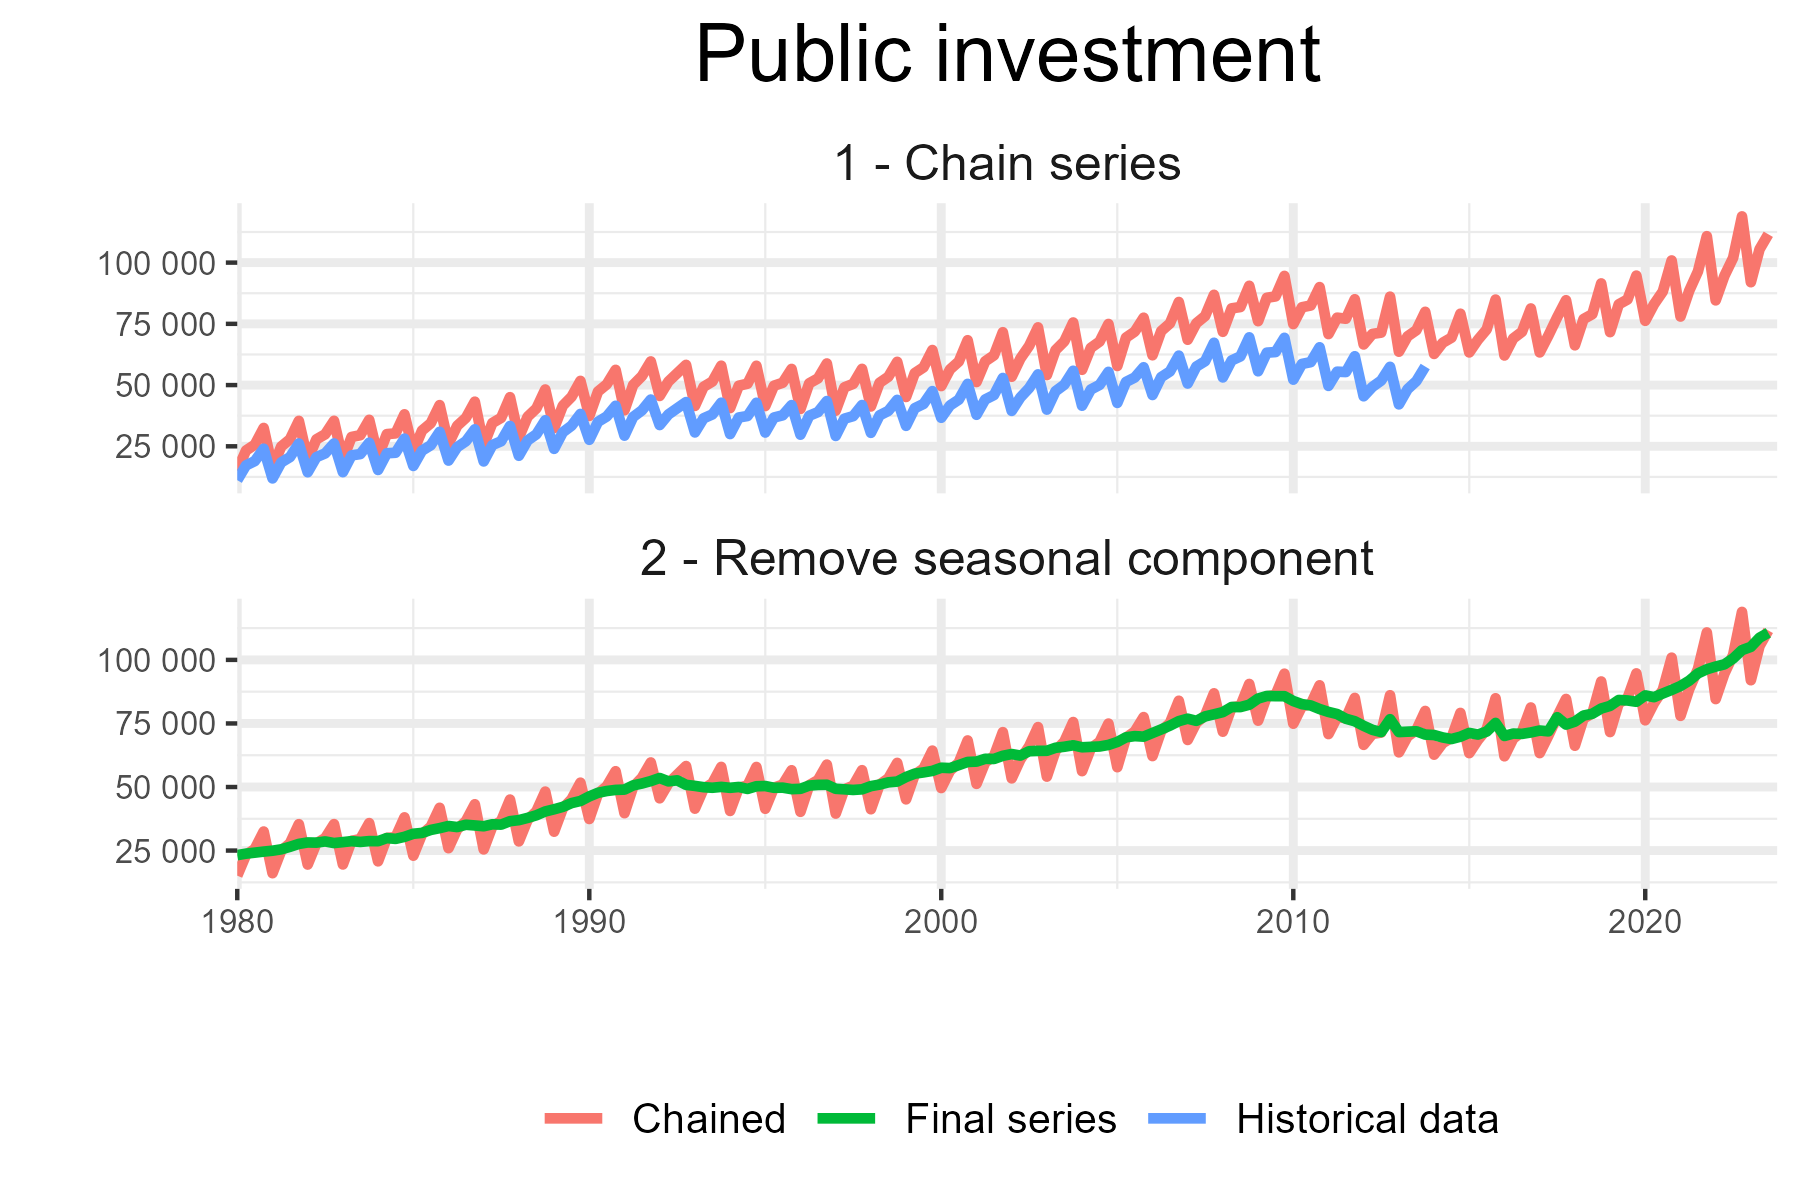 Public investment
1 - Chain series
100 000
75 000
50 000
25 000
2 - Remove seasonal component
100 000
75 000
50 000
25 000
1980 1990 2000 2010 2020
Chained Final series Historical data